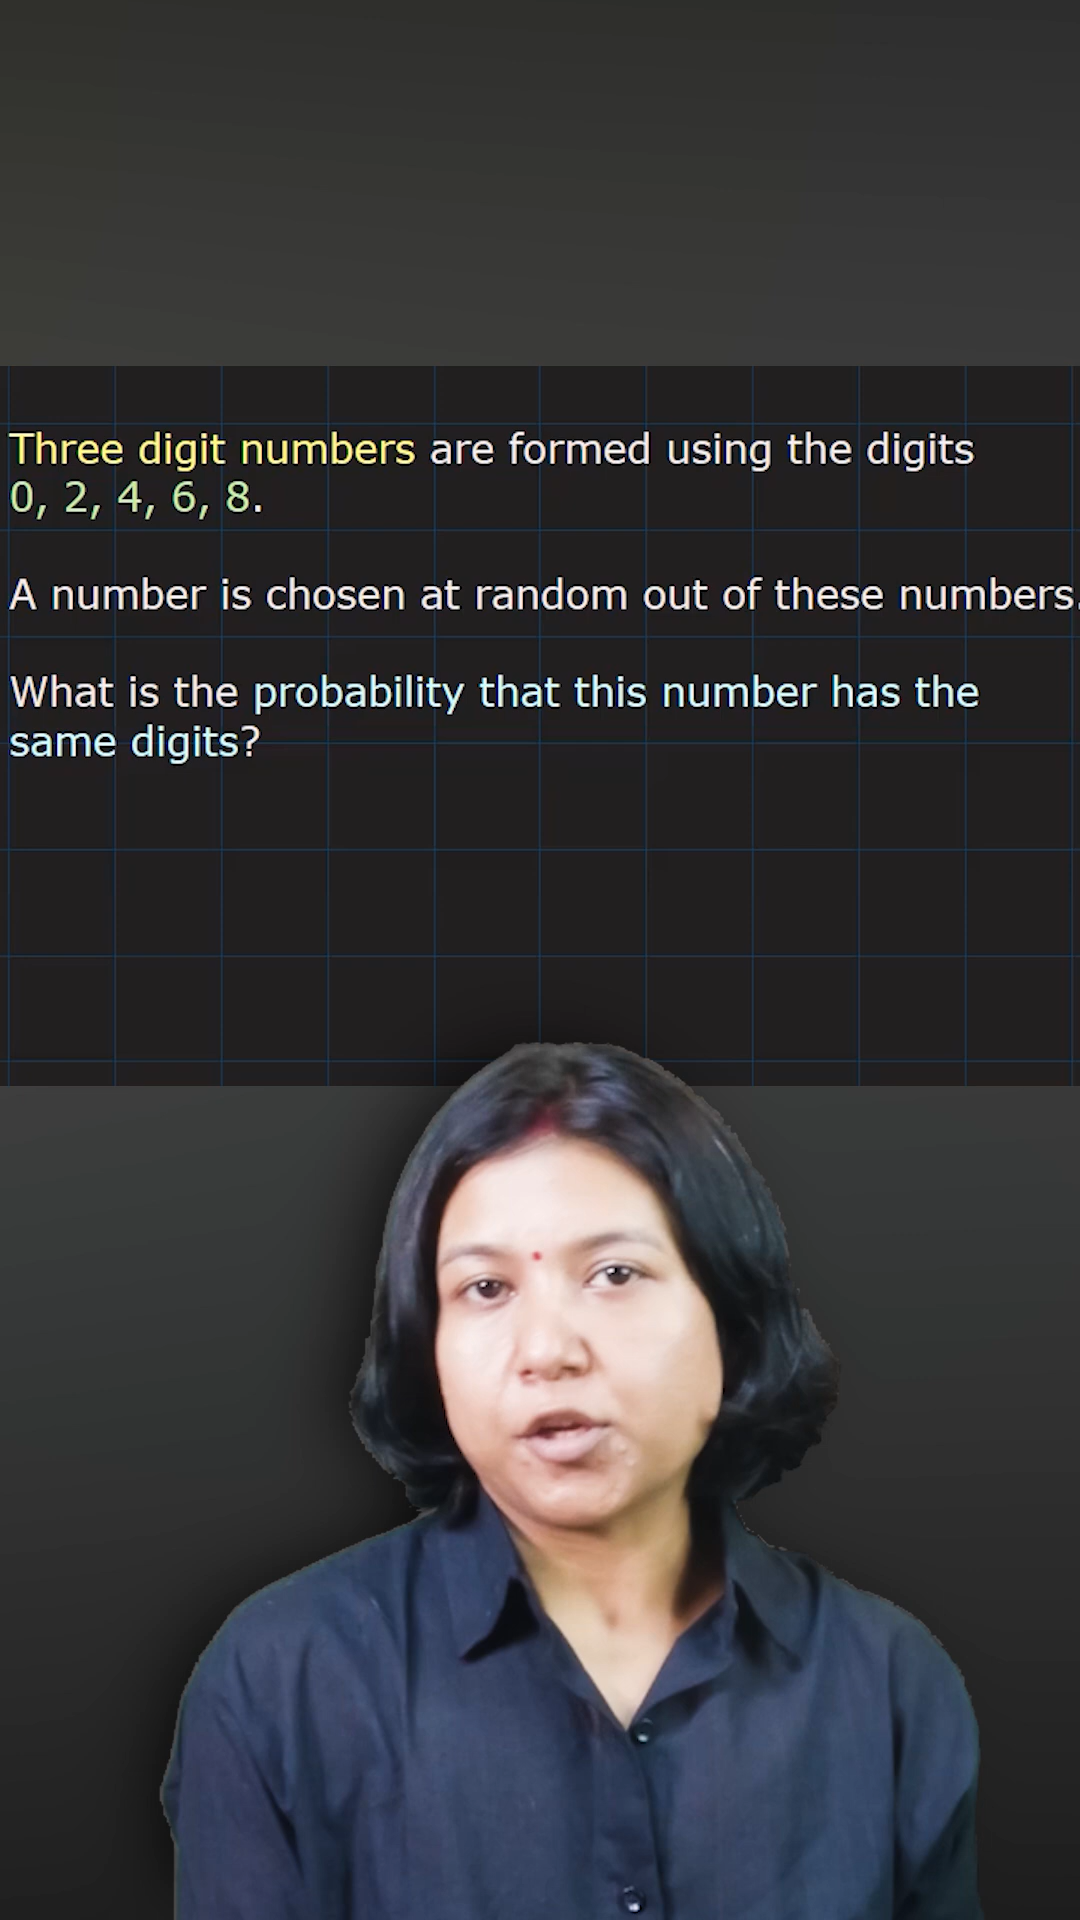 Three digit numbers are formed using the digits
0, 2, 4, 6, 8.
A number is chosen at random out of these numbers.
What is the probability that this number has the
same digits?